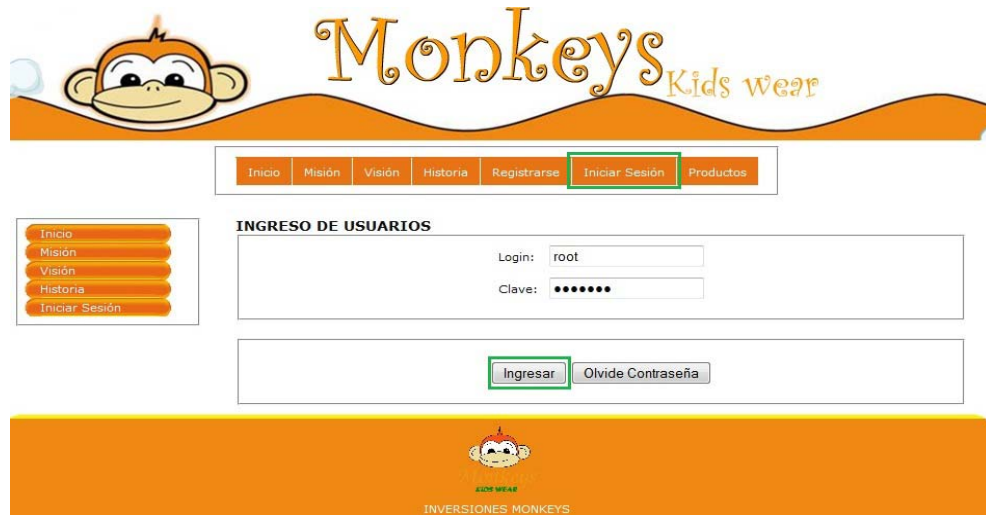 Monkeys
Kids wear
Inicio Misión Visión Historia Registrarse Iniciar Sesión Productos
Inicio
Misión
Visión
Historia
Iniciar Sesión
INGRESO DE USUARIOS
Login: root
Clave: ●●●●●●●
Ingresar Olvide Contraseña
Monkeys
KIDS WEAR
INVERSIONES MONKEYS